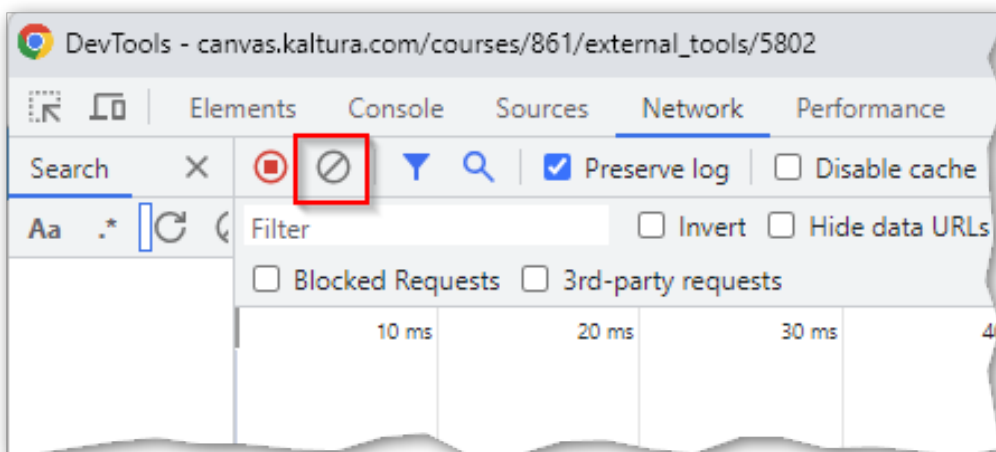 DevTools - canvas.kaltura.com/courses/861/external_tools/5802
Elements Console Sources Network Performance
Search Preserve log Disable cache
Aa .* Filter Invert Hide data URLs
Blocked Requests 3rd-party requests
10 ms 20 ms 30 ms